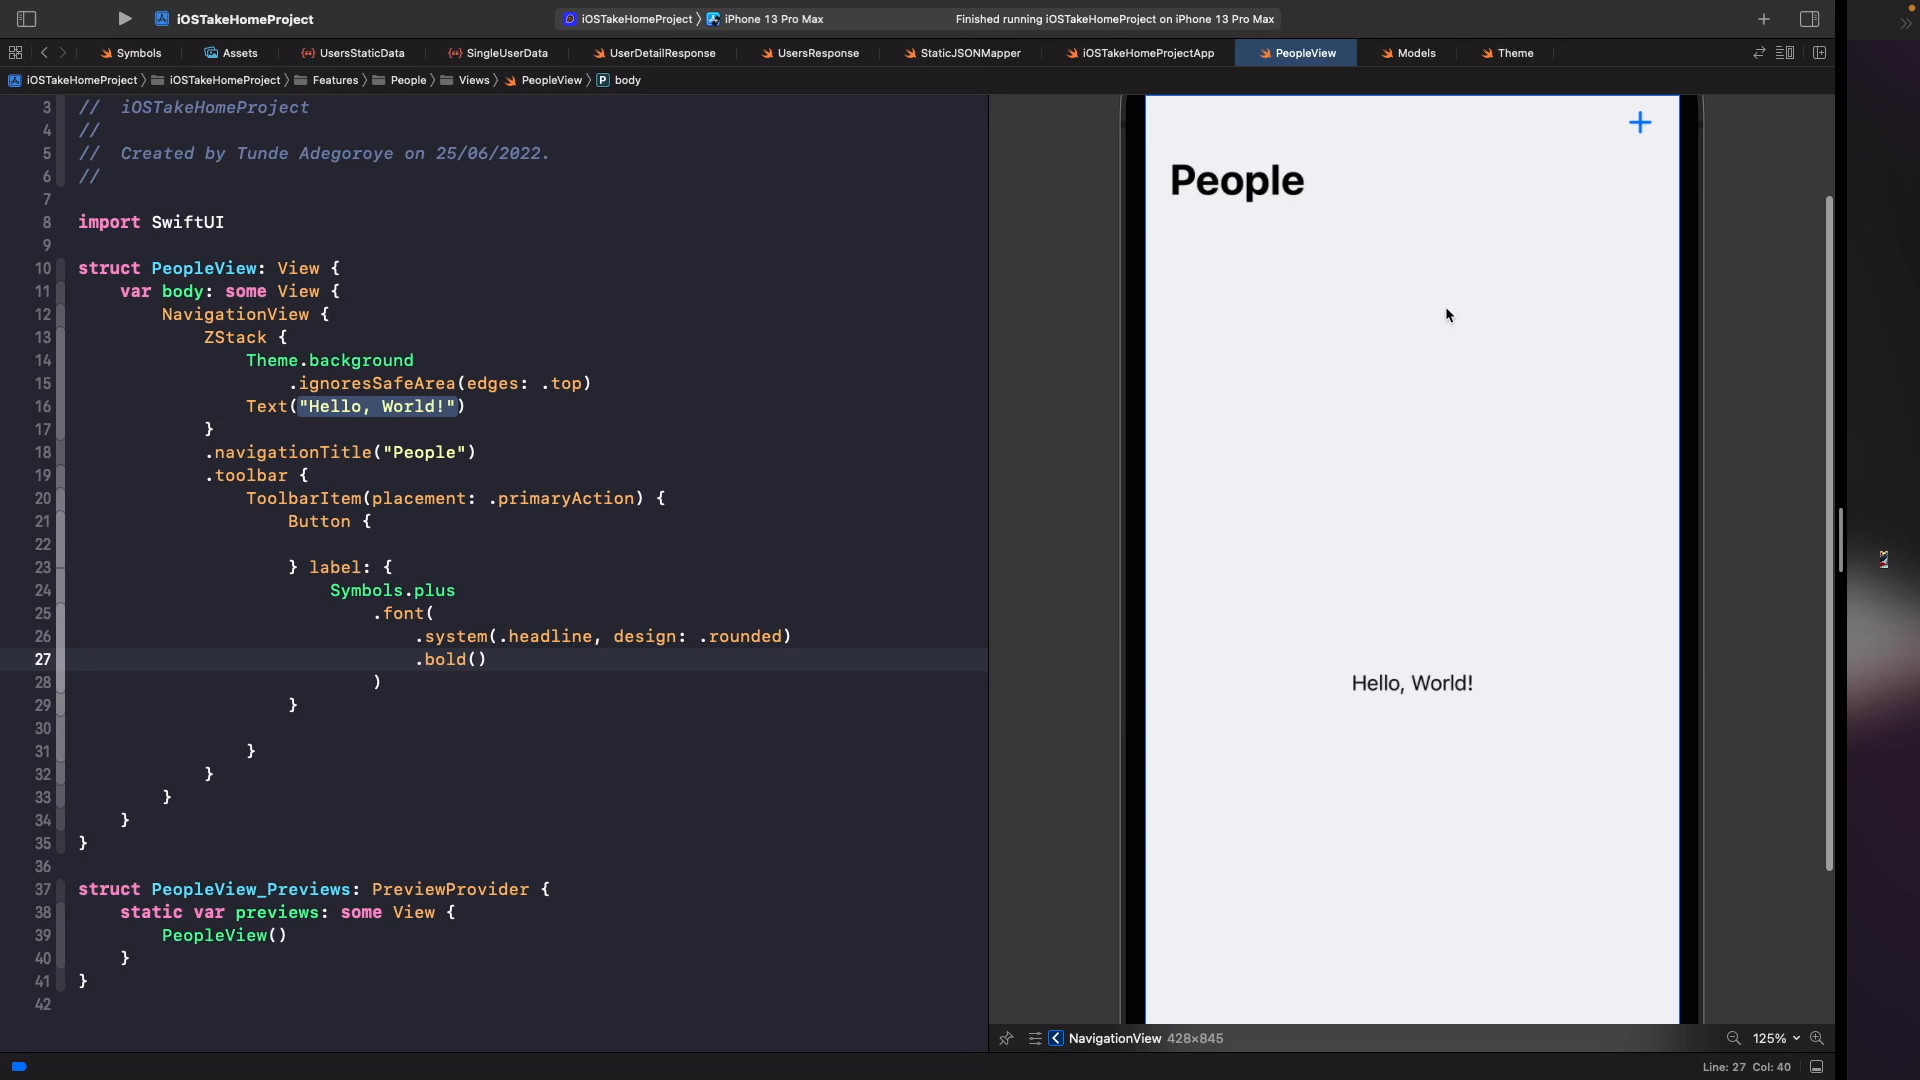 iOSTakeHomeProject
iOSTakeHomeProject 〉 iPhone 13 Pro Max
Finished running iOSTakeHomeProject on iPhone 13 Pro Max
Symbols
Assets
UsersStaticData
SingleUserData
UserDetailResponse
UsersResponse
StaticJSONMapper
iOSTakeHomeProjectApp
PeopleView
Models
Theme
iOSTakeHomeProject 〉 iOSTakeHomeProject 〉 Features 〉 People 〉 Views 〉 PeopleView 〉 P body
3 //  iOSTakeHomeProject
4 //
5 //  Created by Tunde Adegoroye on 25/06/2022.
6 //
7
8 import SwiftUI
9
10 struct PeopleView: View {
11     var body: some View {
12         NavigationView {
13             ZStack {
14                 Theme.background
15                     .ignoresSafeArea(edges: .top)
16                 Text("Hello, World!")
17             }
18             .navigationTitle("People")
19             .toolbar {
20                 ToolbarItem(placement: .primaryAction) {
21                     Button {
22
23                     } label: {
24                         Symbols.plus
25                             .font(
26                                 .system(.headline, design: .rounded)
27                                 .bold()
28                             )
29                     }
30
31                 }
32             }
33         }
34     }
35 }
36
37 struct PeopleView_Previews: PreviewProvider {
38     static var previews: some View {
39         PeopleView()
40     }
41 }
42
People
Hello, World!
NavigationView 428×845
125%
Line: 27 Col: 40